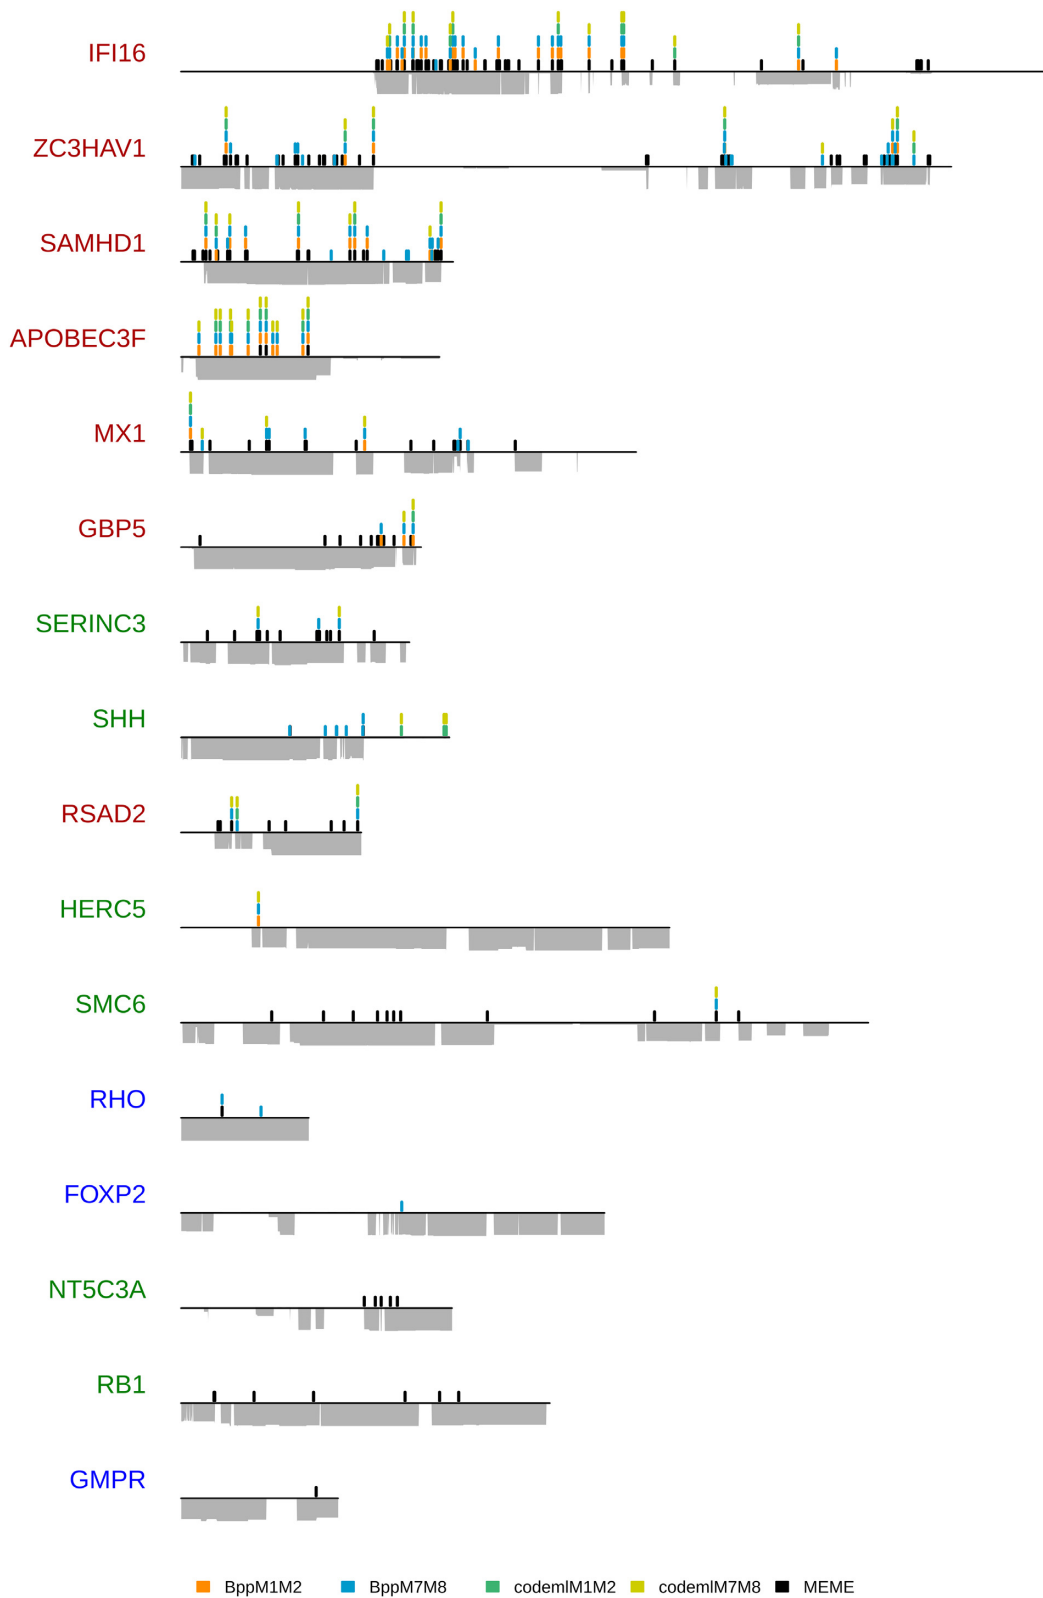 IFI16
ZC3HAV1
SAMHD1
APOBEC3F
MX1
GBP5
SERINC3
SHH
RSAD2
HERC5
SMC6
RHO
FOXP2
NT5C3A
RB1
GMPR
BppM1M2 BppM7M8 codemlM1M2 codemlM7M8 MEME